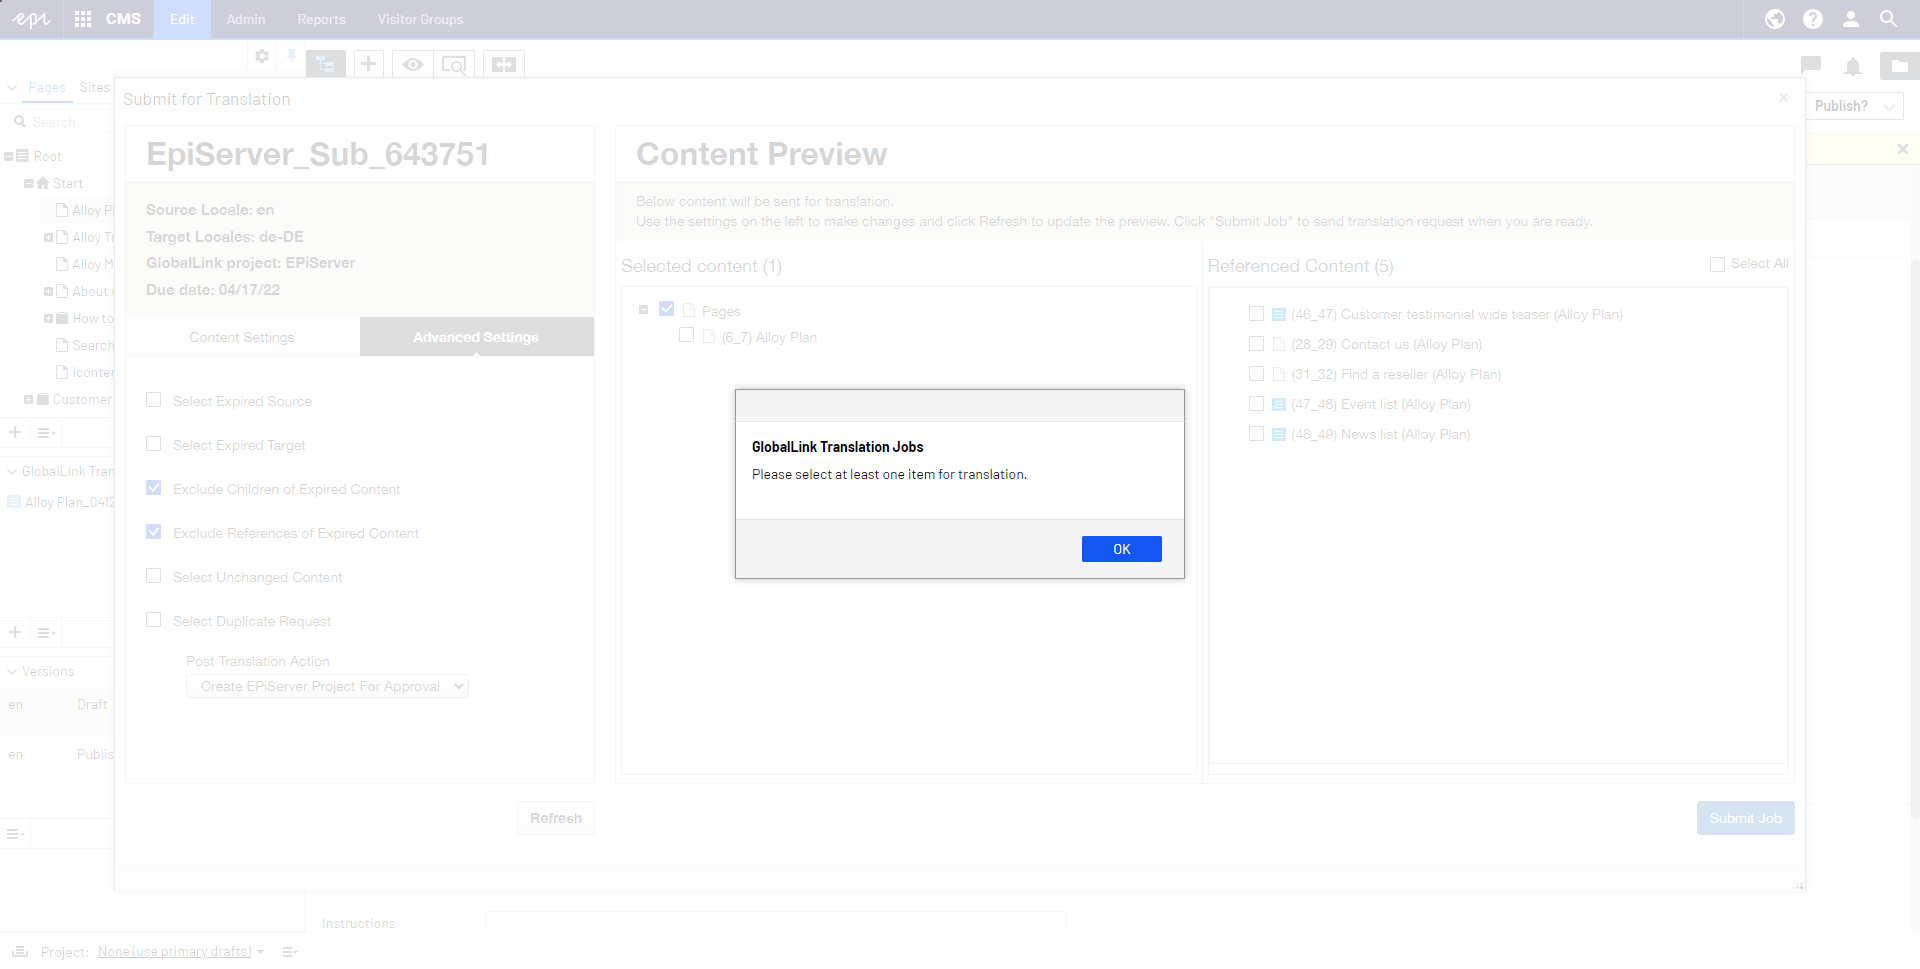 epi
CMS
Edit
Admin
Reports
Visitor Groups
Pages
Sites
Search
Publish?
Submit for Translation
Root
Start
Alloy Pl
Alloy Tr
Alloy M
About
How to
Search
Iconter
Customer
GlobalLink Tran
Alloy Plan_0412
Versions
en
Draft
en
Publis
EpiServer_Sub_643751
Source Locale: en
Target Locales: de-DE
GlobalLink project: EPiServer
Due date: 04/17/22
Content Settings
Advanced Settings
Select Expired Source
Select Expired Target
Exclude Children of Expired Content
Exclude References of Expired Content
Select Unchanged Content
Select Duplicate Request
Post Translation Action
Create EPiServer Project For Approval
Refresh
Content Preview
Below content will be sent for translation.
Use the settings on the left to make changes and click Refresh to update the preview. Click "Submit Job" to send translation request when you are ready.
Selected content (1)
Pages
(6_7) Alloy Plan
Referenced Content (5)
Select All
(46_47) Customer testimonial wide teaser (Alloy Plan)
(28_29) Contact us (Alloy Plan)
(31_32) Find a reseller (Alloy Plan)
(47_48) Event list (Alloy Plan)
(48_49) News list (Alloy Plan)
GlobalLink Translation Jobs
Please select at least one item for translation.
OK
Submit Job
Instructions
Project: None (use primary drafts)